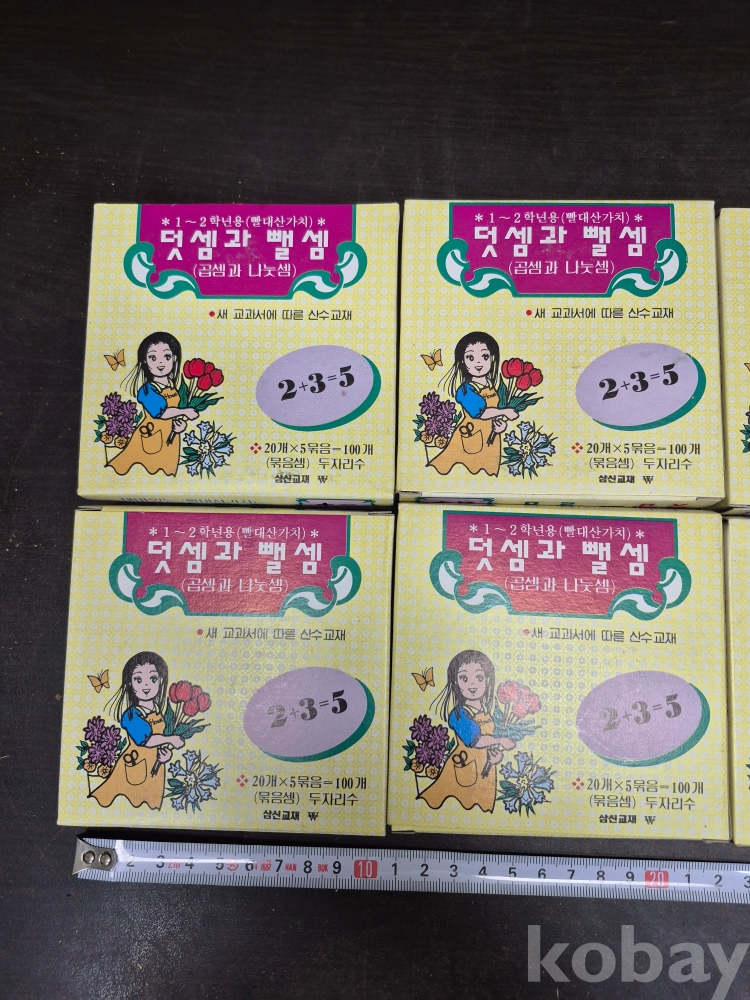 *1～2학년용(빨대산가치)*
덧셈과 뺄셈
(곱셈과 나눗셈)
•새 교과서에 따른 산수교재
2+3=5
20개×5묶음=100개
(묶음셈) 두자리수
삼신교재
*1～2학년용(빨대산가치)*
덧셈과 뺄셈
(곱셈과 나눗셈)
•새 교과서에 따른 산수교재
2+3=5
20개×5묶음=100개
(묶음셈) 두자리수
삼신교재
*1～2학년용(빨대산가치)*
덧셈과 뺄셈
(곱셈과 나눗셈)
•새 교과서에 따른 산수교재
2+3=5
20개×5묶음=100개
(묶음셈) 두자리수
삼신교재
*1～2학년용(빨대산가치)*
덧셈과 뺄셈
(곱셈과 나눗셈)
•새 교과서에 따른 산수교재
2+3=5
20개×5묶음=100개
(묶음셈) 두자리수
삼신교재
2 3 4 5 6 7 8 9 10 1 2 3 4 5 6 7 8 9 20 1 2 3
kobay